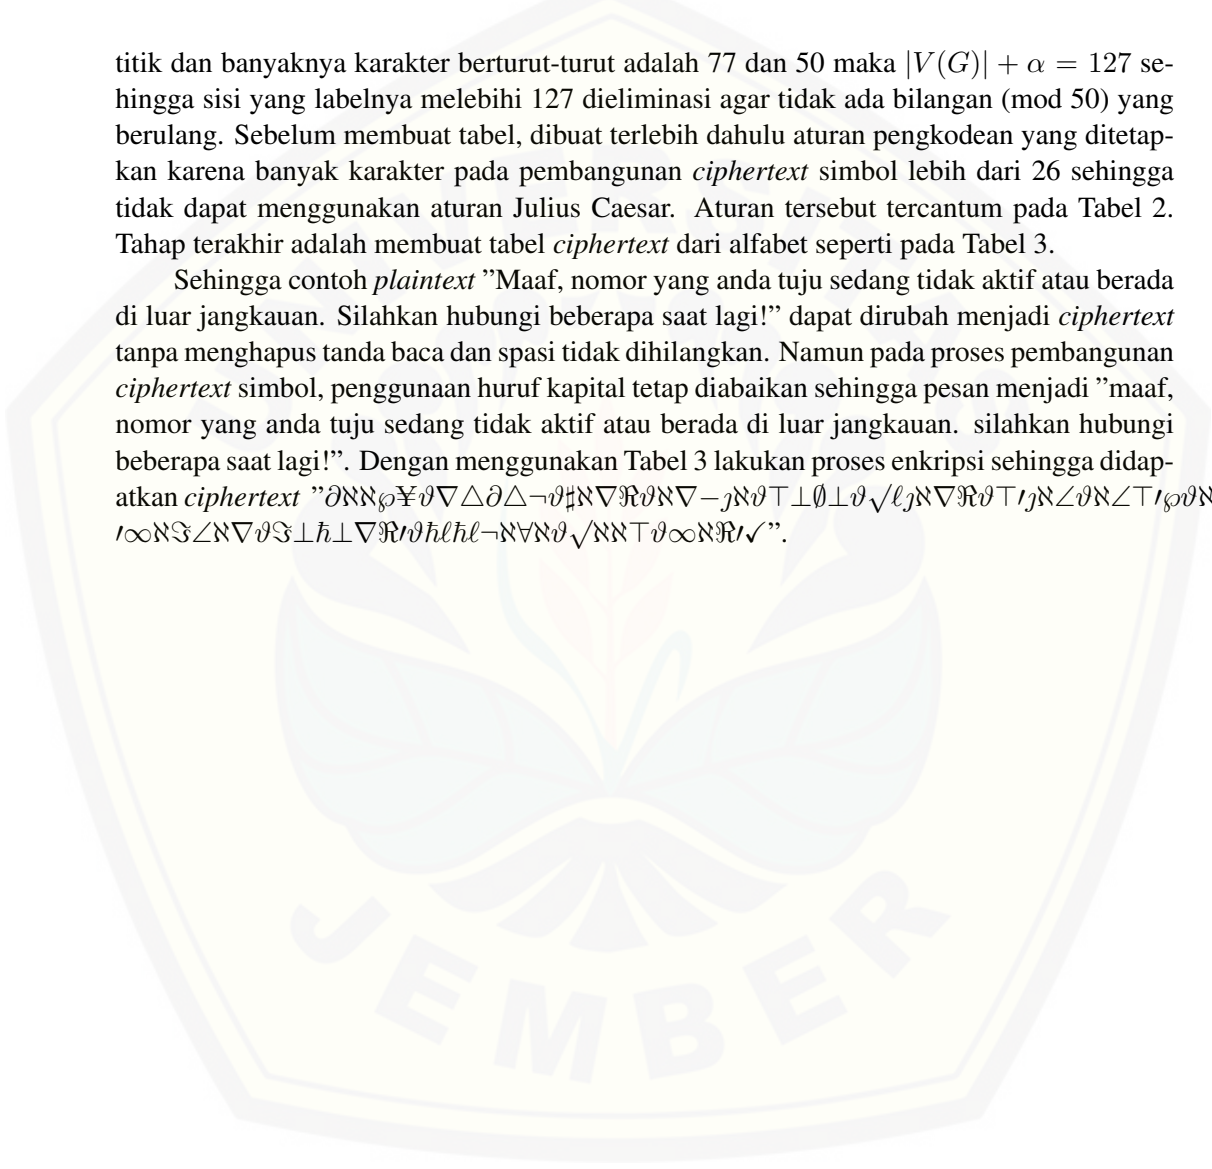 titik dan banyaknya karakter berturut-turut adalah 77 dan 50 maka |V(G)| + α = 127 se-
hingga sisi yang labelnya melebihi 127 dieliminasi agar tidak ada bilangan (mod 50) yang
berulang. Sebelum membuat tabel, dibuat terlebih dahulu aturan pengkodean yang ditetap-
kan karena banyak karakter pada pembangunan ciphertext simbol lebih dari 26 sehingga
tidak dapat menggunakan aturan Julius Caesar. Aturan tersebut tercantum pada Tabel 2.
Tahap terakhir adalah membuat tabel ciphertext dari alfabet seperti pada Tabel 3.
Sehingga contoh plaintext ”Maaf, nomor yang anda tuju sedang tidak aktif atau berada
di luar jangkauan. Silahkan hubungi beberapa saat lagi!” dapat dirubah menjadi ciphertext
tanpa menghapus tanda baca dan spasi tidak dihilangkan. Namun pada proses pembangunan
ciphertext simbol, penggunaan huruf kapital tetap diabaikan sehingga pesan menjadi ”maaf,
nomor yang anda tuju sedang tidak aktif atau berada di luar jangkauan. silahkan hubungi
beberapa saat lagi!”. Dengan menggunakan Tabel 3 lakukan proses enkripsi sehingga didap-
atkan ciphertext ”∂ℵℵ℘¥ϑ∇△∂△¬ϑ♯ℵ∇ℜϑℵ∇−ȷℵϑ⊤⊥∅⊥ϑ√ℓȷℵ∇ℜϑ⊤′ȷℵ∠ϑℵ∠⊤′℘ϑℵ
′∞ℵℑ∠ℵ∇ϑℑ⊥ℏ⊥∇ℜ′ϑℏℓℏℓ¬ℵ∀ℵϑ√ℵℵ⊤ϑ∞ℵℜ′✓”.
UNIVERSITAS
JEMBER